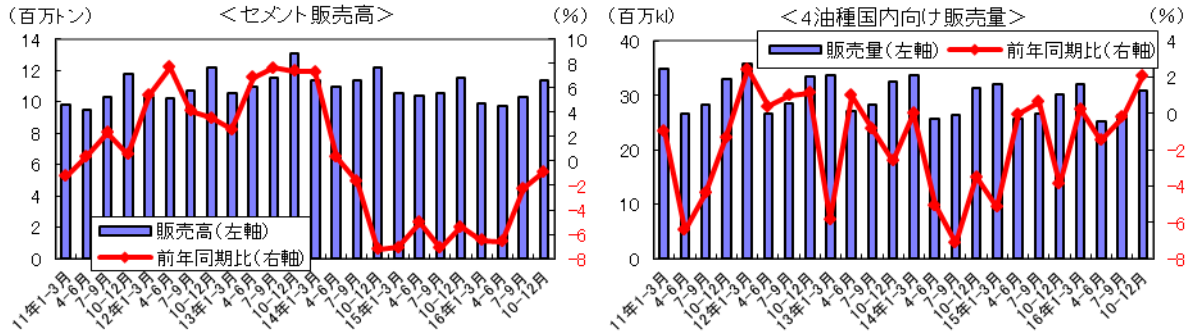 (百万トン)
<セメント販売高>
(%)
14
12
10
8
6
4
2
0
10
8
6
4
2
0
-2
-4
-6
-8
販売高(左軸)
前年同期比(右軸)
11年1-3月
4-6月
7-9月
10-12月
12年1-3月
4-6月
7-9月
10-12月
13年1-3月
4-6月
7-9月
10-12月
14年1-3月
4-6月
7-9月
10-12月
15年1-3月
4-6月
7-9月
10-12月
16年1-3月
4-6月
7-9月
10-12月
(百万kl)
<4油種国内向け販売量>
(%)
40
30
20
10
0
4
2
0
-2
-4
-6
-8
販売量(左軸)
前年同期比(右軸)
11年1-3月
4-6月
7-9月
10-12月
12年1-3月
4-6月
7-9月
10-12月
13年1-3月
4-6月
7-9月
10-12月
14年1-3月
4-6月
7-9月
10-12月
15年1-3月
4-6月
7-9月
10-12月
16年1-3月
4-6月
7-9月
10-12月